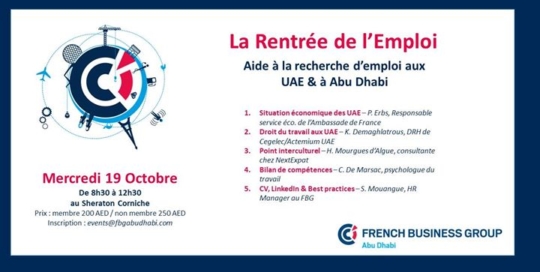 La Rentrée de l'Emploi
Aide à la recherche d'emploi aux
UAE & à Abu Dhabi
1. Situation économique des UAE – P. Erbs, Responsable
service éco. de l'Ambassade de France
2. Droit du travail aux UAE – K. Demaghlatrous, DRH de
Cegelec/Actemium UAE
3. Point interculturel – H. Mourgues d'Algue, consultante
chez NextExpat
4. Bilan de compétences – C. De Marsac, psychologue du
travail
5. CV, LinkedIn & Best practices – S. Mouangue, HR
Manager au FBG
Mercredi 19 Octobre
De 8h30 à 12h30
au Sheraton Corniche
Prix : membre 200 AED / non membre 250 AED
Inscription : events@fbgabudhabi.com
FRENCH BUSINESS GROUP
Abu Dhabi